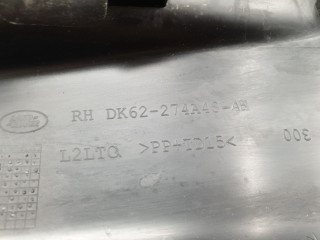 RH DK62-274A48-AB
L2LTQ >PP-TD15<
300